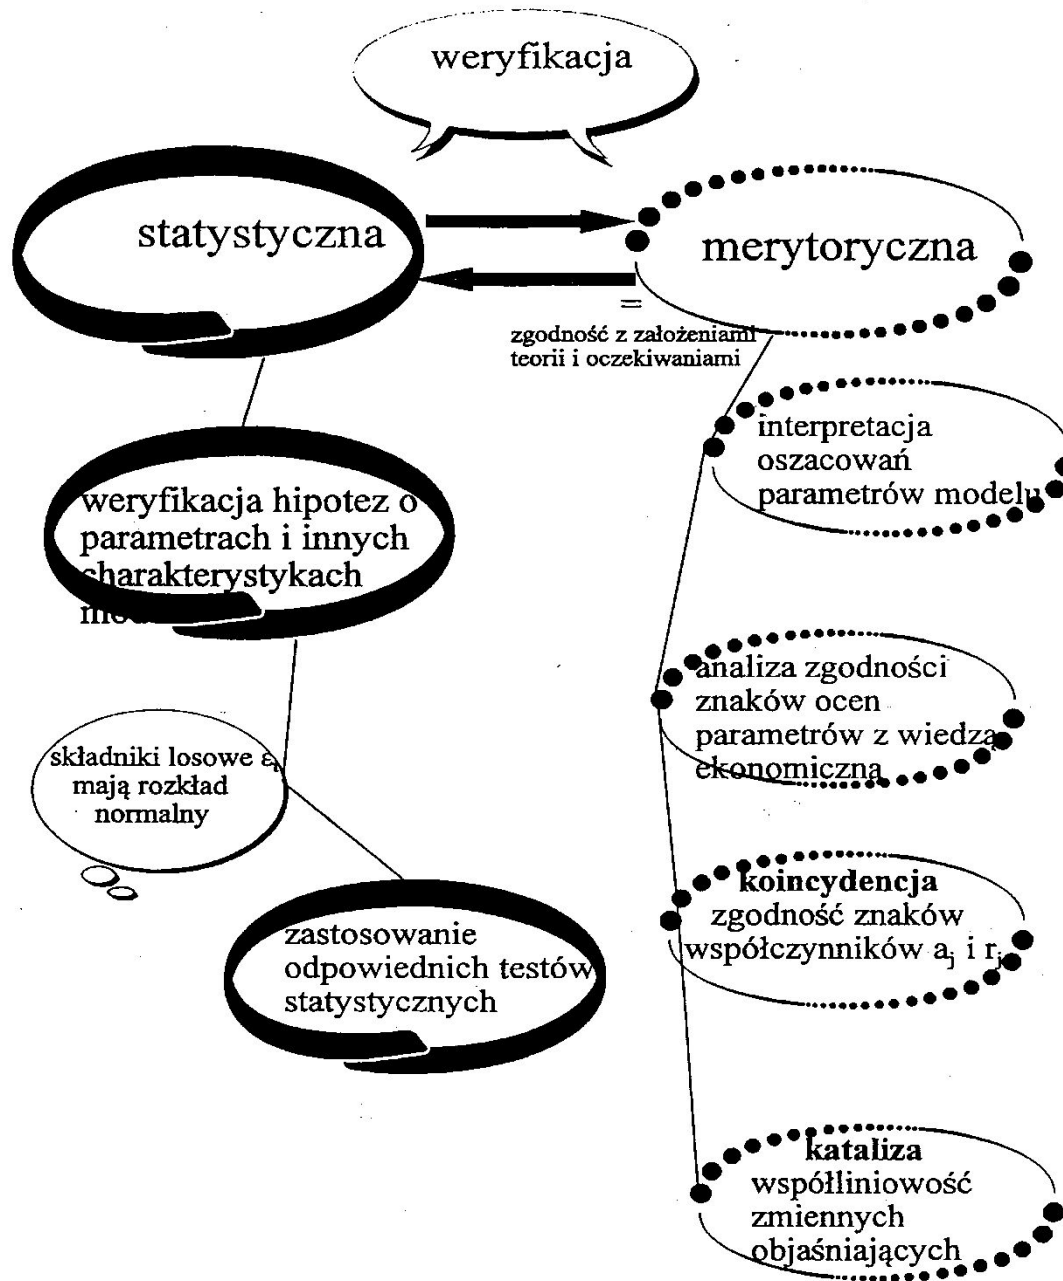 weryfikacja
statystyczna
merytoryczna
=
zgodność z założeniami
teorii i oczekiwaniami
weryfikacja hipotez o
parametrach i innych
charakterystykach
składniki losowe εt
mają rozkład
normalny
zastosowanie
odpowiednich testów
statystycznych
interpretacja
oszacowań
parametrów modelu
analiza zgodności
znaków ocen
parametrów z wiedzą
ekonomiczną
koincydencja
zgodność znaków
współczynników aj i rj
kataliza
współliniowość
zmiennych
objaśniających